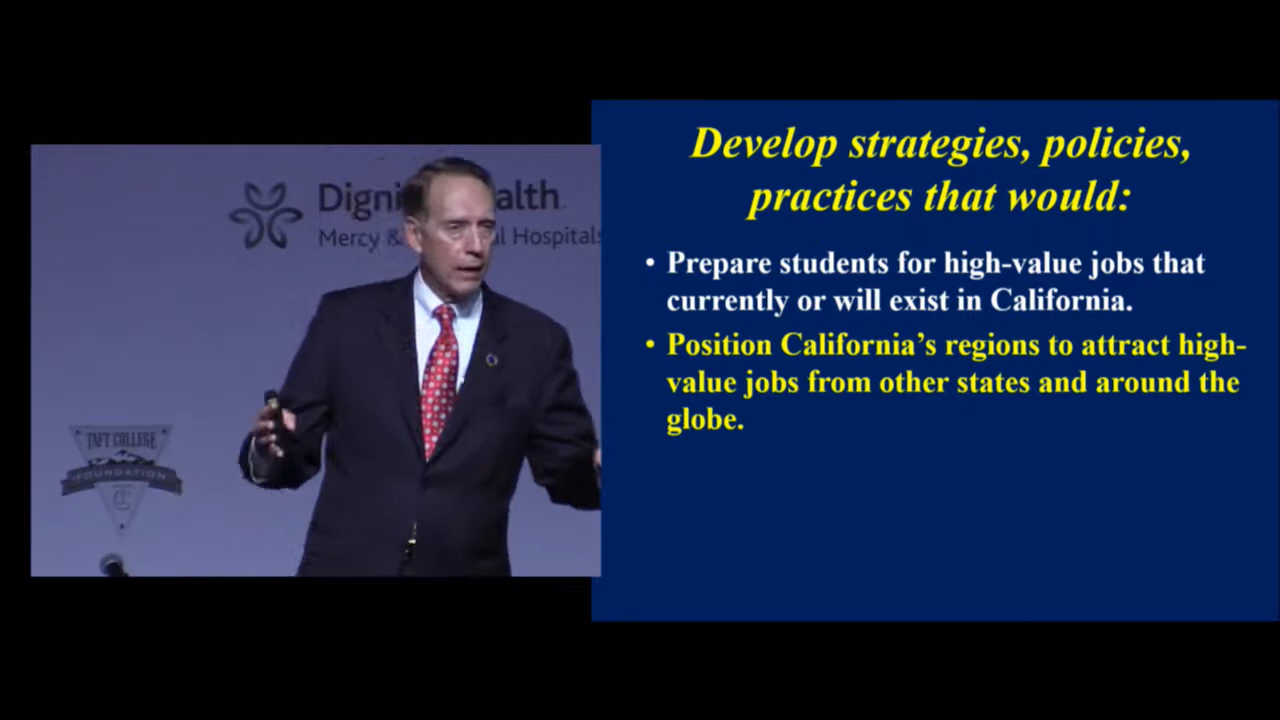 Health
Mercy &
Hospitals
TAFT COLLEGE
FOUNDATION
TC
Develop strategies, policies,
practices that would:
• Prepare students for high-value jobs that
currently or will exist in California.
• Position California’s regions to attract high-
value jobs from other states and around the
globe.